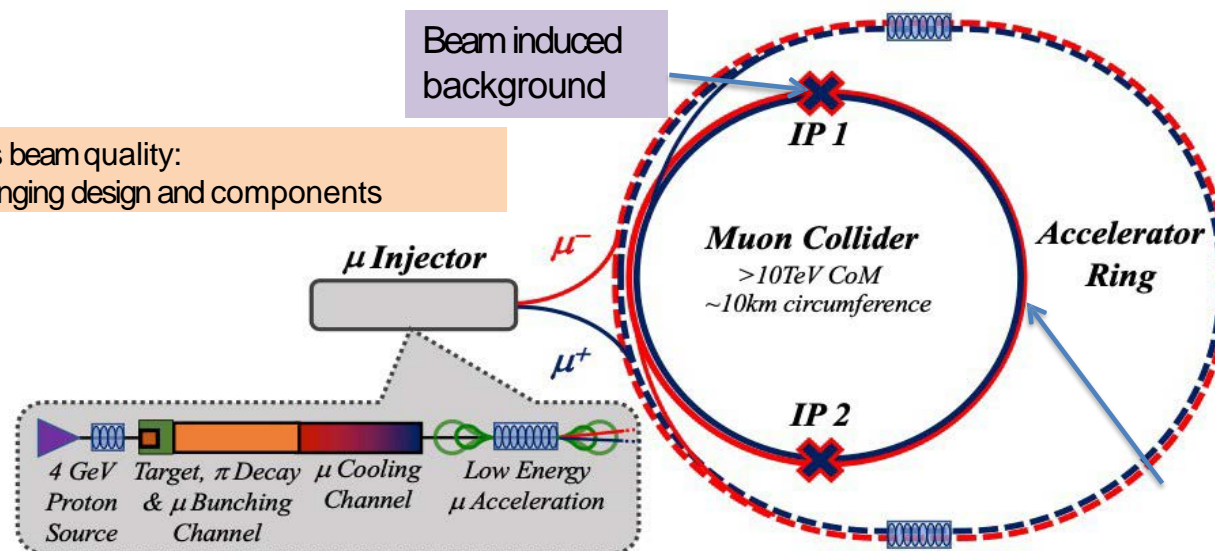 Beam induced
background
s beam quality:
nging design and components
IP 1
μ Injector
μ−
μ+
Muon Collider
>10TeV CoM
~10km circumference
Accelerator
Ring
IP 2
4 GeV
Proton
Source
Target, π Decay
& μ Bunching
Channel
μ Cooling
Channel
Low Energy
μ Acceleration